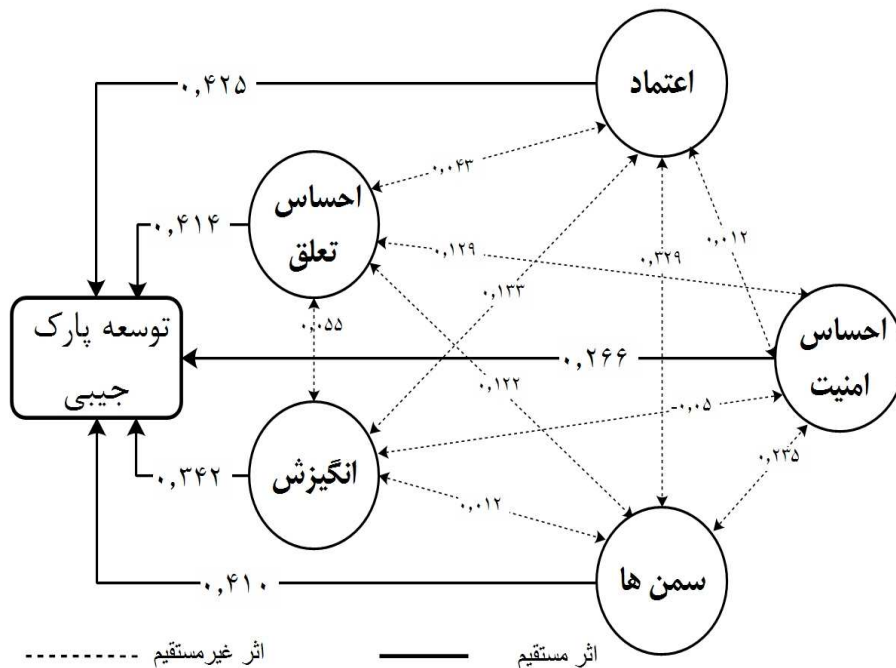 اعتماد
۰,۴۲۵
احساس
تعلق
۰,۰۴۳
۰,۴۱۴
۰,۱۲۹
۰,۳۲۹
۰,۰۱۲
۰,۱۳۳
توسعه پارک
جیبی
۰,۰۵۵
احساس
امنیت
۰,۲۶۶
۰,۱۲۲
۰,۰۵
انگیزش
۰,۳۴۲
۰,۲۳۵
۰,۰۱۲
سمن ها
۰,۴۱۰
اثر مستقیم
اثر غیرمستقیم